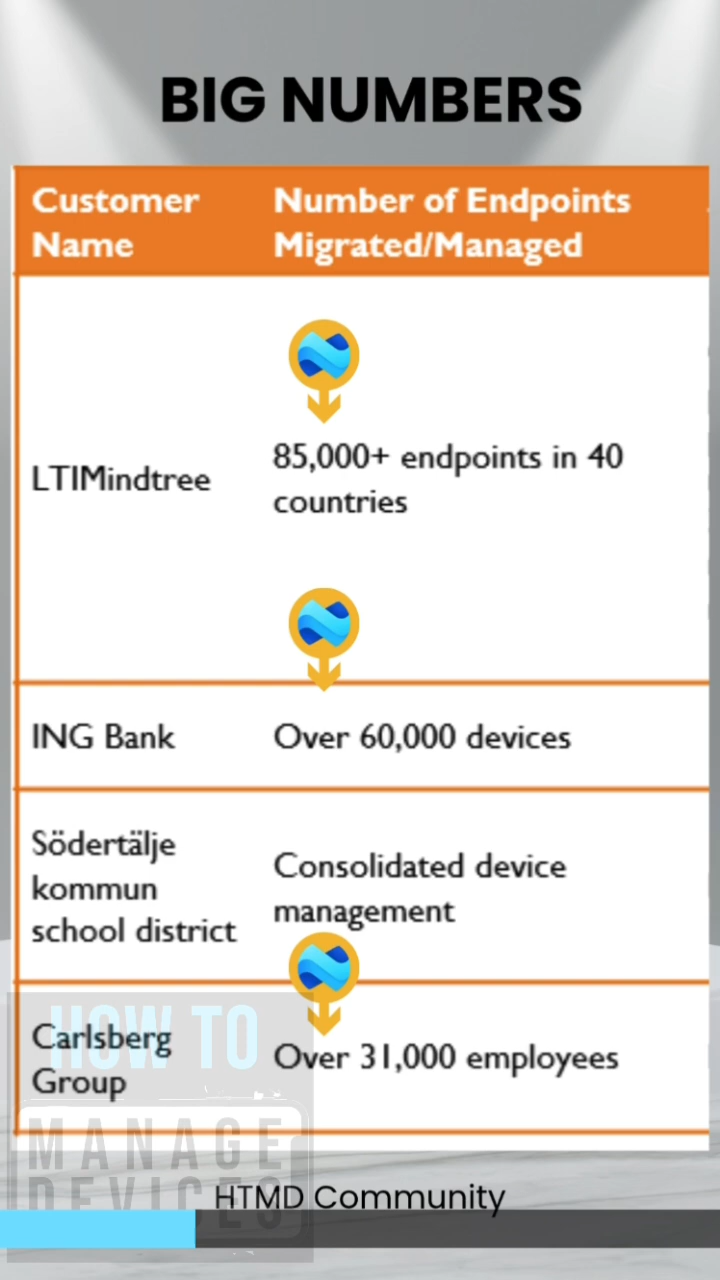 BIG NUMBERS
Customer Name
Number of Endpoints Migrated/Managed
LTIMindtree
85,000+ endpoints in 40
countries
ING Bank
Over 60,000 devices
Södertälje
kommun
school district
Consolidated device
management
Carlsberg
Group
Over 31,000 employees
HOW TO
MANAGE
DEVICES
HTMD Community